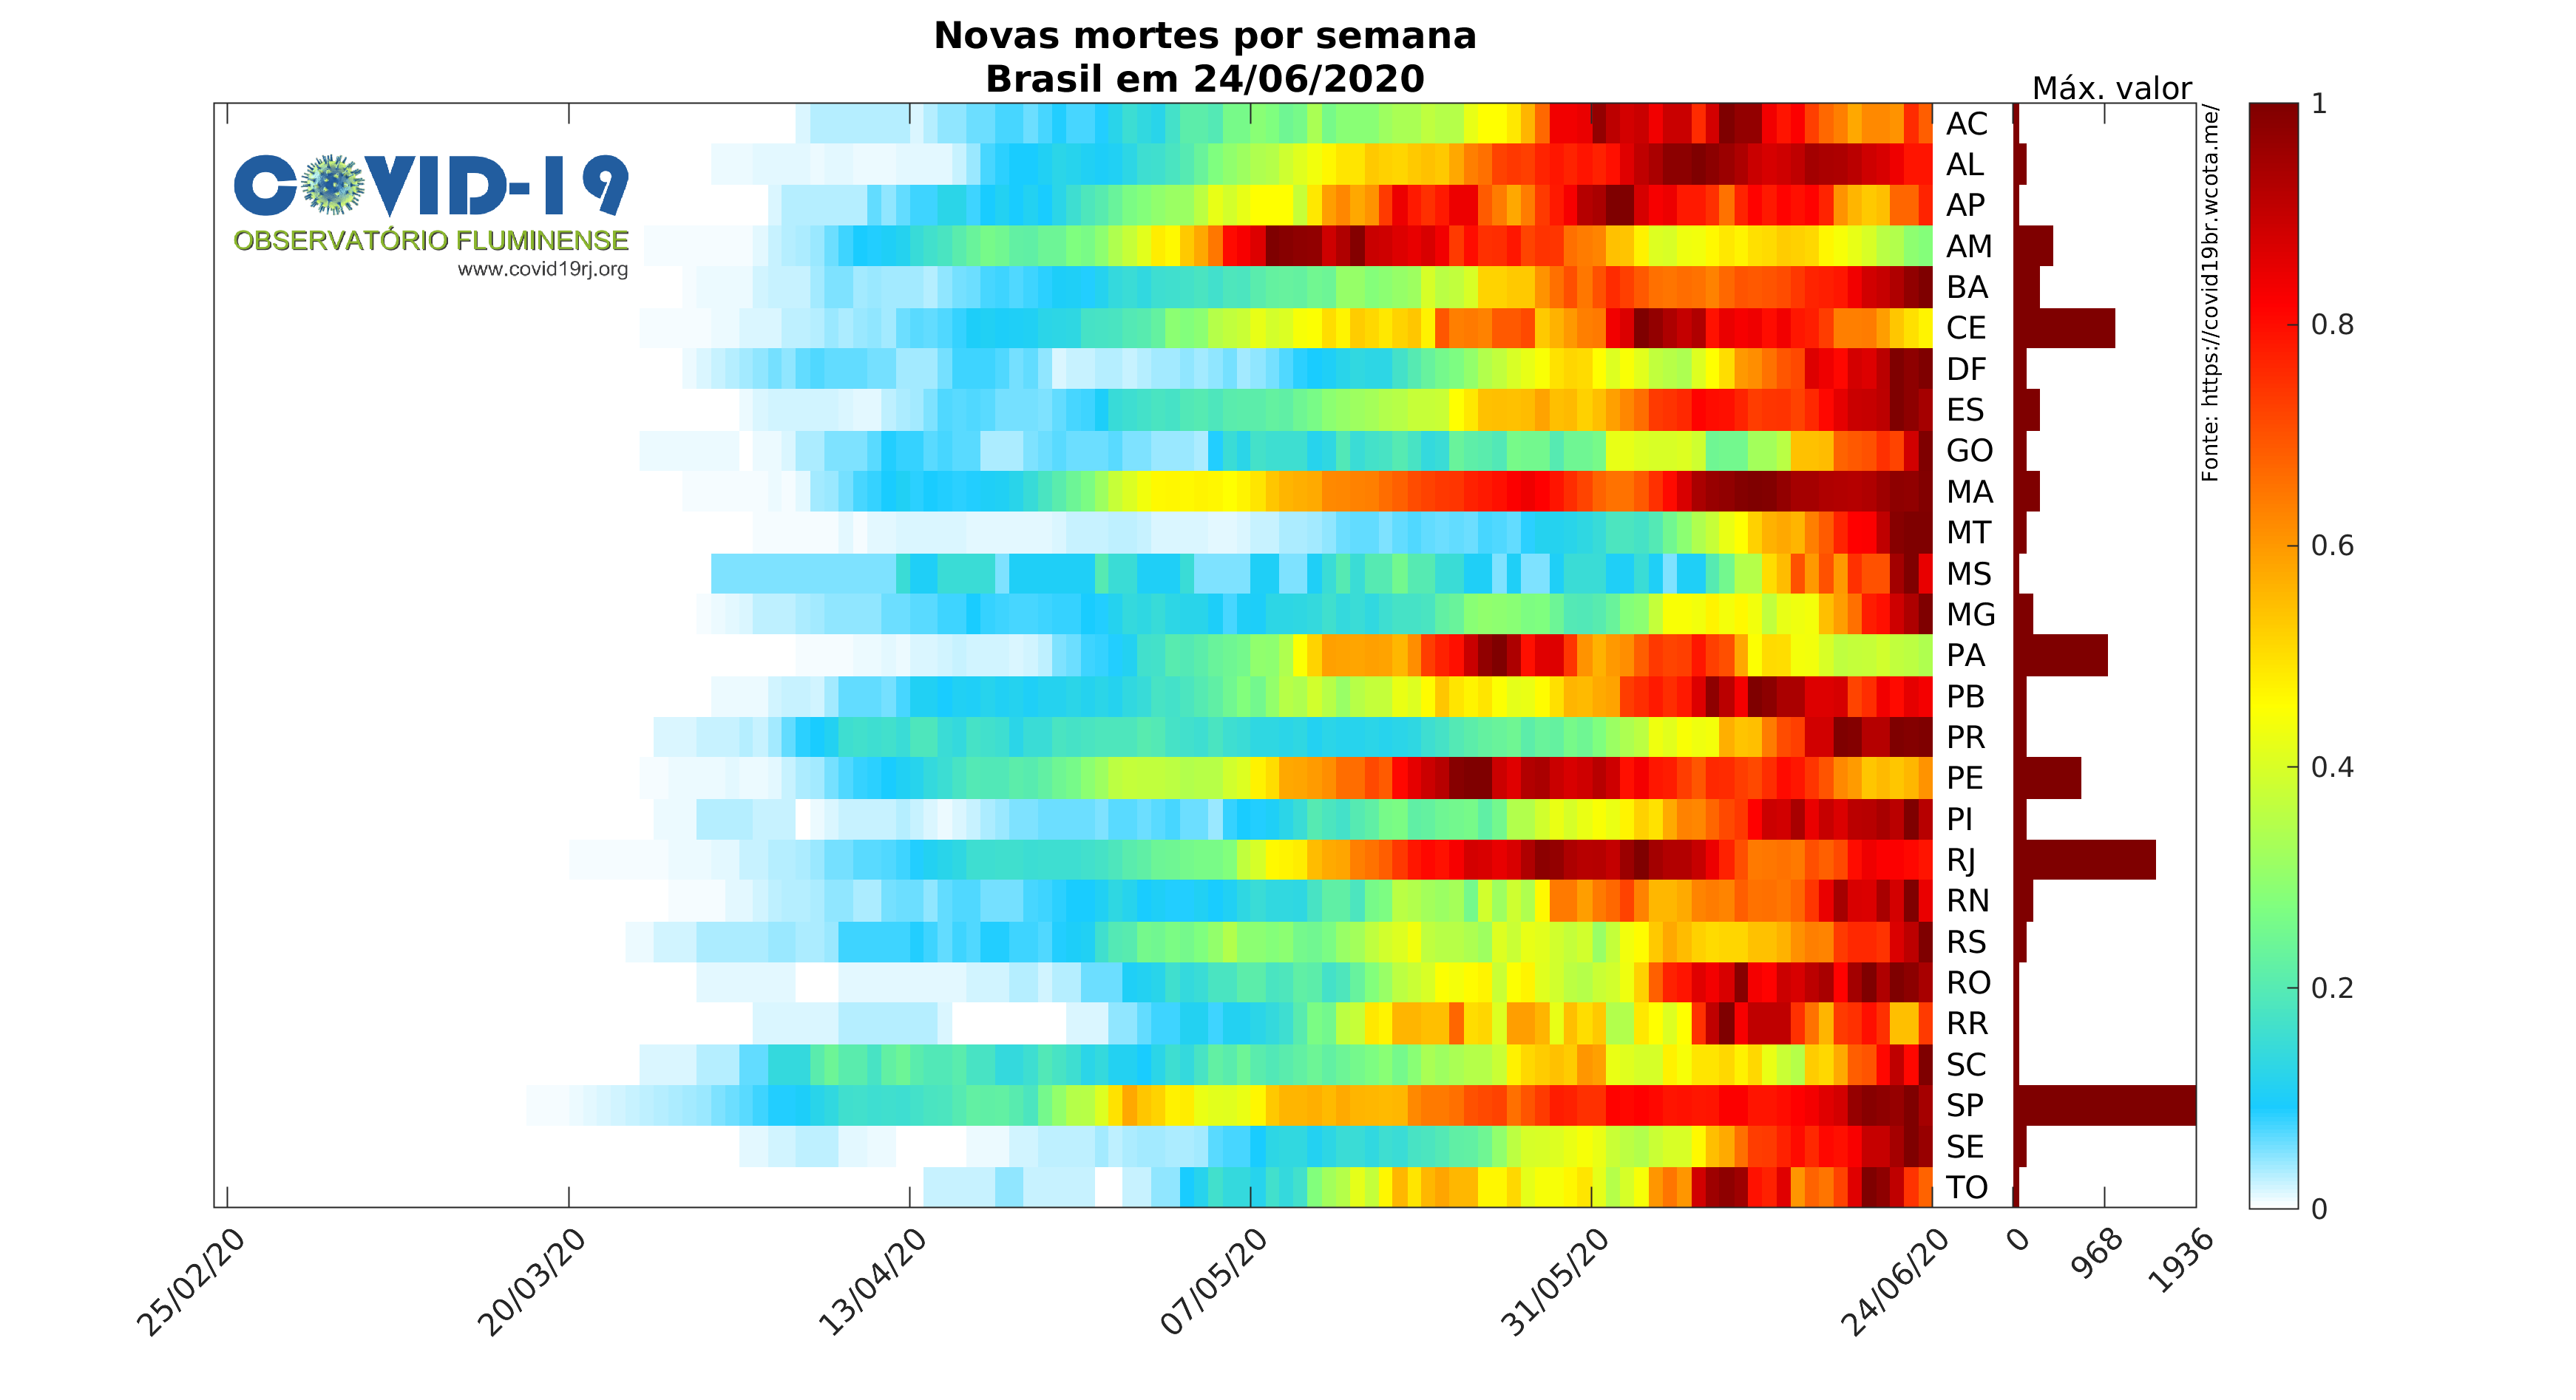 Novas mortes por semana
Brasil em 24/06/2020
Máx. valor
COVID-19
OBSERVATÓRIO FLUMINENSE
www.covid19rj.org
AC
AL
AP
AM
BA
CE
DF
ES
GO
MA
MT
MS
MG
PA
PB
PR
PE
PI
RJ
RN
RS
RO
RR
SC
SP
SE
TO
Fonte: https://covid19br.wcota.me/
1
0.8
0.6
0.4
0.2
0
25/02/20
20/03/20
13/04/20
07/05/20
31/05/20
24/06/20
0
968
1936